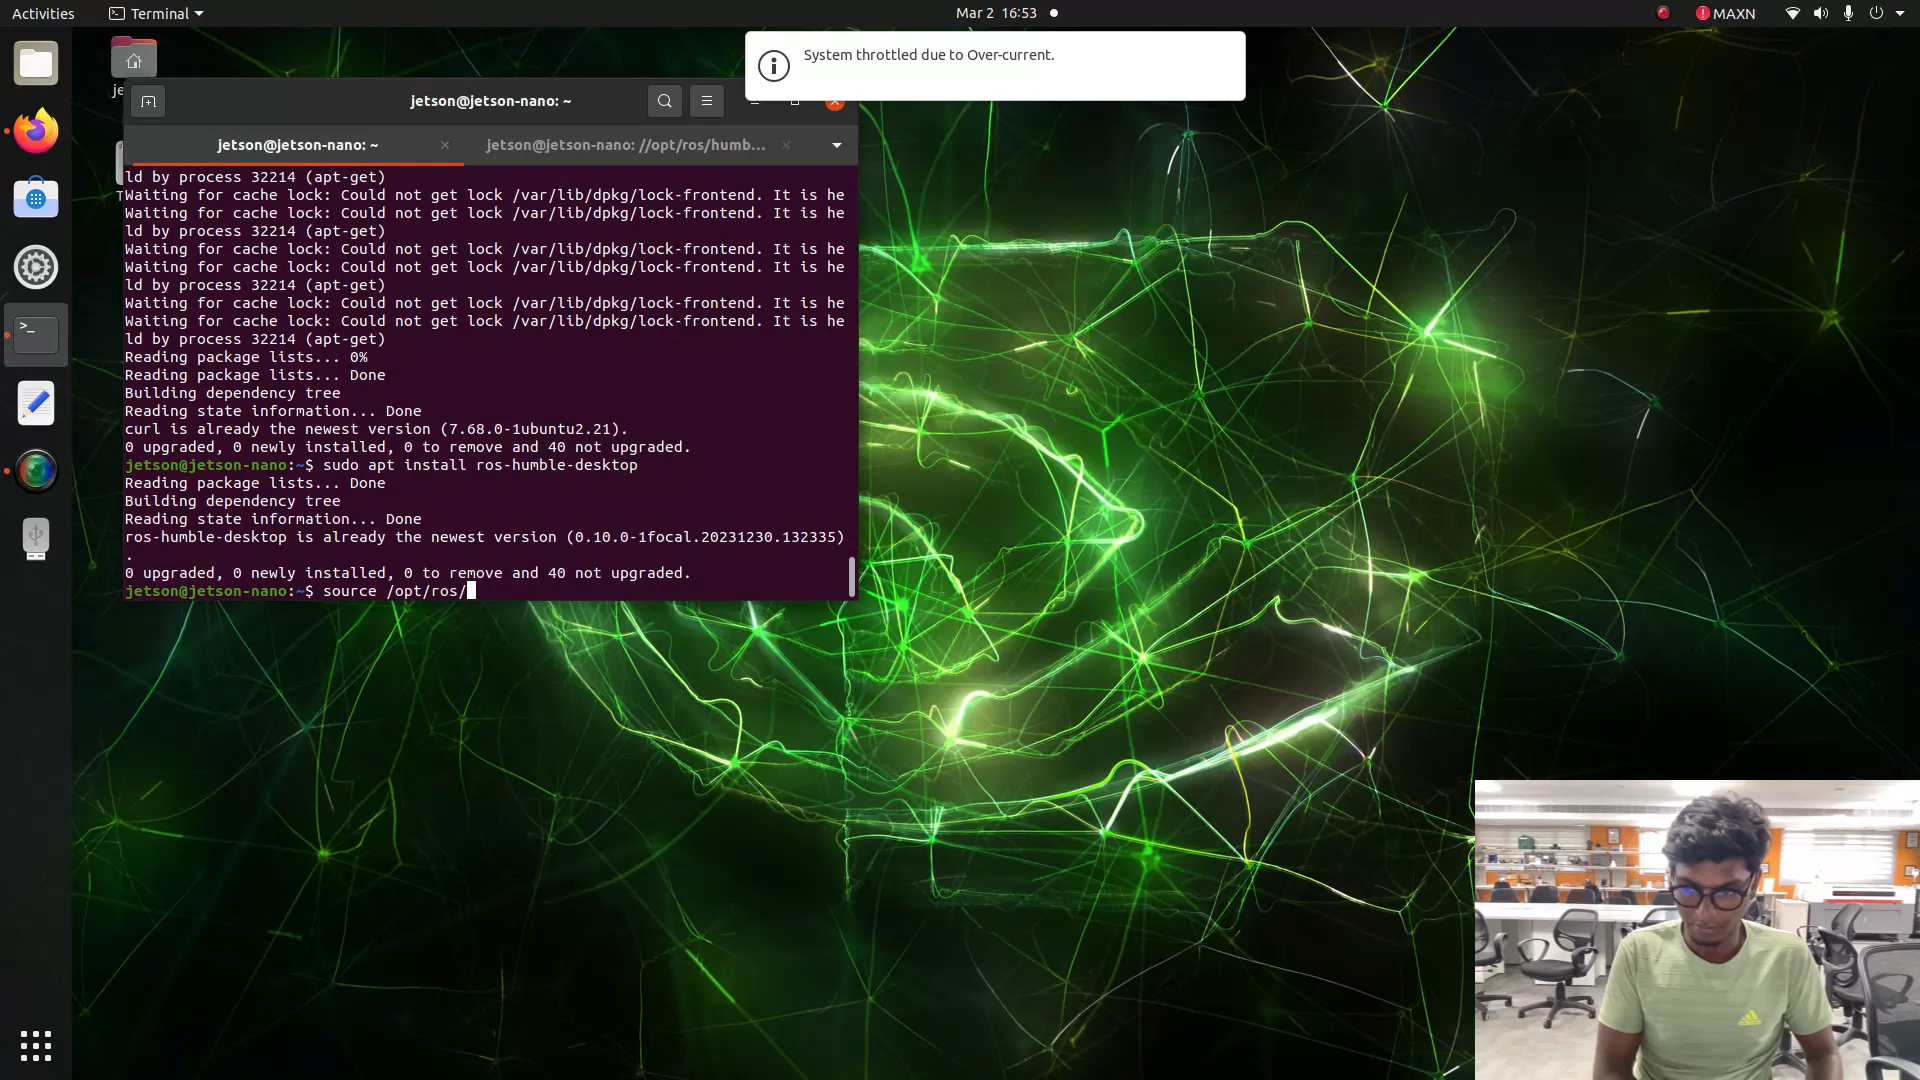 Activities
Terminal
Mar 2 16:53
MAXN
System throttled due to Over-current.
jetson@jetson-nano: ~
jetson@jetson-nano: ~
jetson@jetson-nano: //opt/ros/humb...
ld by process 32214 (apt-get)
Waiting for cache lock: Could not get lock /var/lib/dpkg/lock-frontend. It is he
Waiting for cache lock: Could not get lock /var/lib/dpkg/lock-frontend. It is he
ld by process 32214 (apt-get)
Waiting for cache lock: Could not get lock /var/lib/dpkg/lock-frontend. It is he
Waiting for cache lock: Could not get lock /var/lib/dpkg/lock-frontend. It is he
ld by process 32214 (apt-get)
Waiting for cache lock: Could not get lock /var/lib/dpkg/lock-frontend. It is he
Waiting for cache lock: Could not get lock /var/lib/dpkg/lock-frontend. It is he
ld by process 32214 (apt-get)
Reading package lists... 0%
Reading package lists... Done
Building dependency tree
Reading state information... Done
curl is already the newest version (7.68.0-1ubuntu2.21).
0 upgraded, 0 newly installed, 0 to remove and 40 not upgraded.
jetson@jetson-nano:~$ sudo apt install ros-humble-desktop
Reading package lists... Done
Building dependency tree
Reading state information... Done
ros-humble-desktop is already the newest version (0.10.0-1focal.20231230.132335)
.
0 upgraded, 0 newly installed, 0 to remove and 40 not upgraded.
jetson@jetson-nano:~$ source /opt/ros/